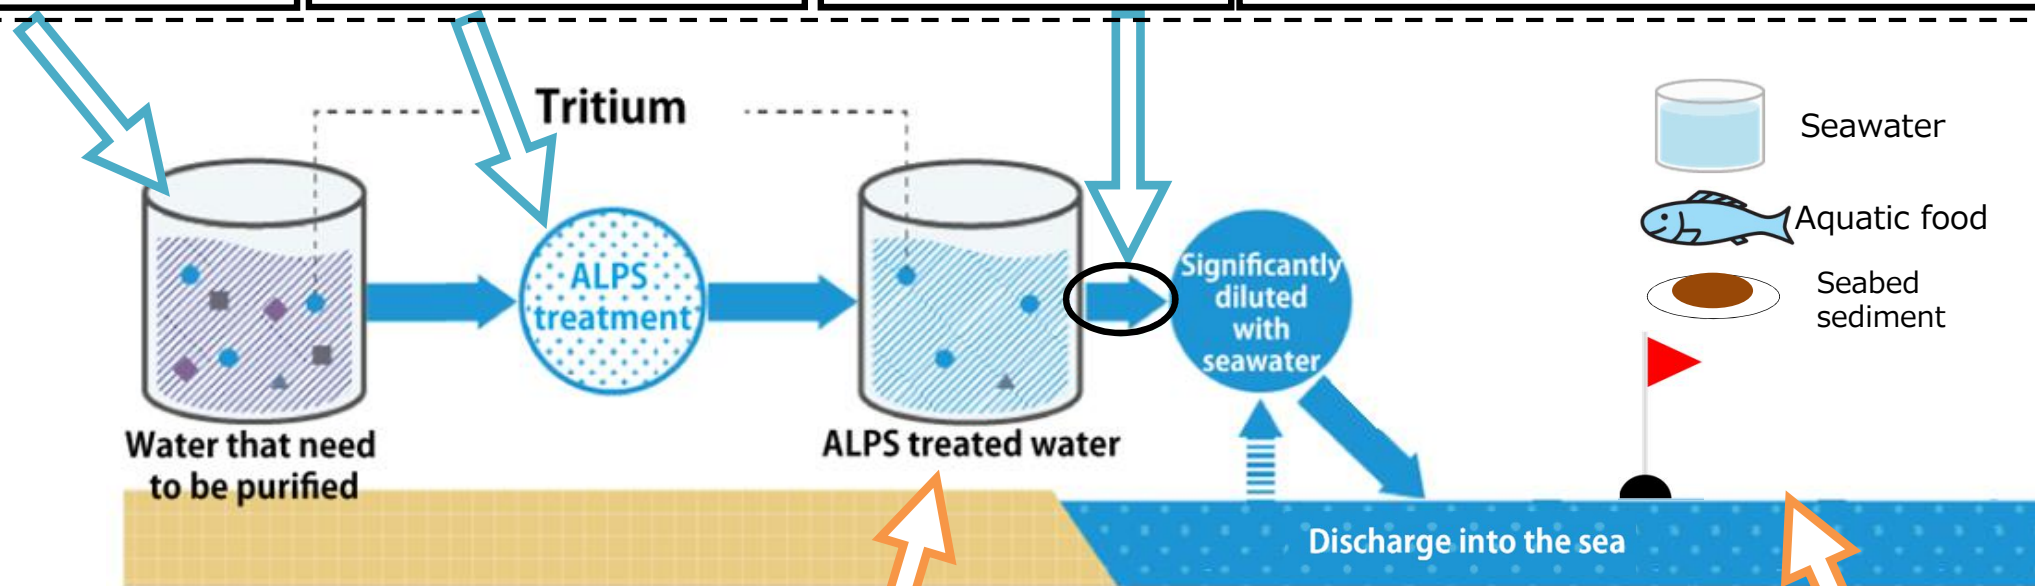 Tritium
Seawater
Aquatic food
Seabed
sediment
ALPS
treatment
Significantly
diluted
with
seawater
Water that need
to be purified
ALPS treated water
Discharge into the sea